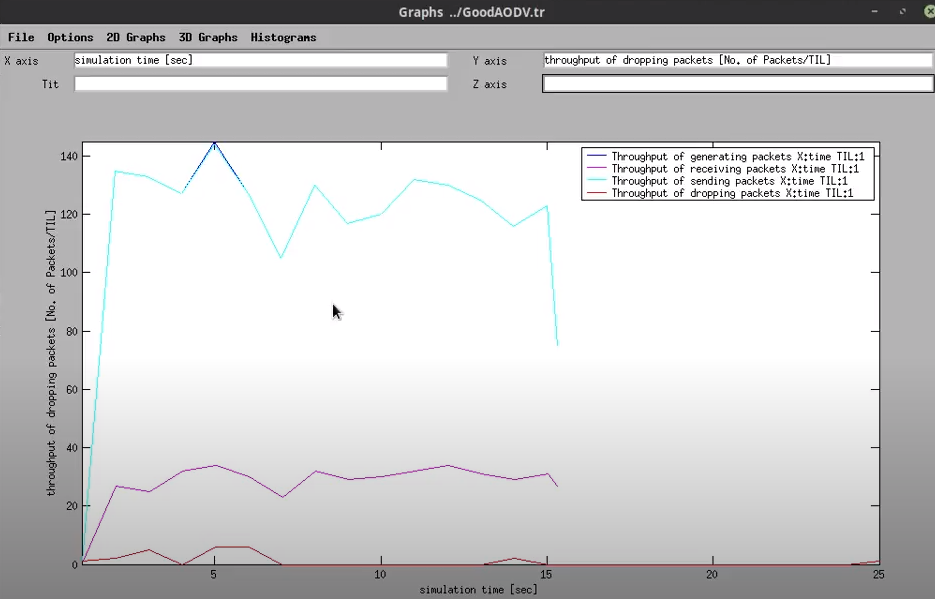 Graphs ../GoodAODV.tr
File Options 2D Graphs 3D Graphs Histograms
X axis simulation time [sec] Y axis throughput of dropping packets [No. of Packets/TIL]
Tit Z axis
Throughput of generating packets X:time TIL:1
Throughput of receiving packets X:time TIL:1
Throughput of sending packets X:time TIL:1
Throughput of dropping packets X:time TIL:1
throughput of dropping packets [No. of Packets/TIL]
140
120
100
80
60
40
20
0
5 10 15 20 25
simulation time [sec]